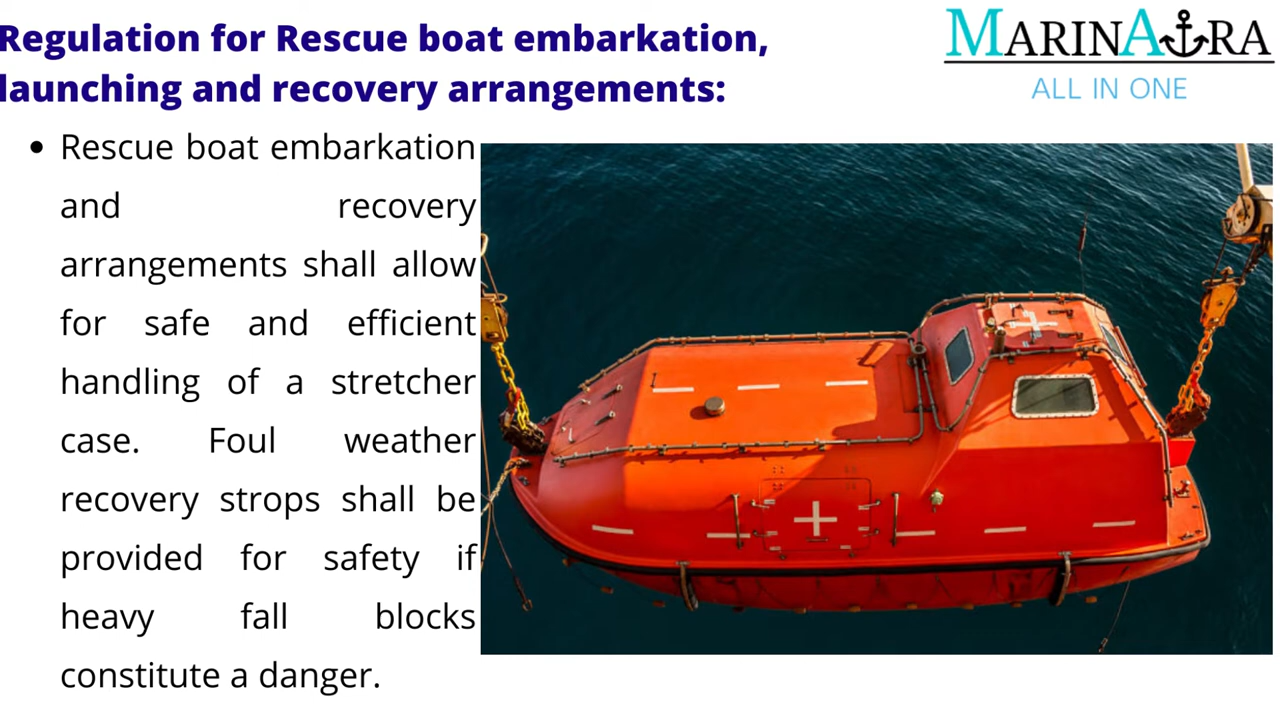 Regulation for Rescue boat embarkation,
launching and recovery arrangements:
MARINARA
ALL IN ONE
• Rescue boat embarkation
and recovery
arrangements shall allow
for safe and efficient
handling of a stretcher
case. Foul weather
recovery strops shall be
provided for safety if
heavy fall blocks
constitute a danger.